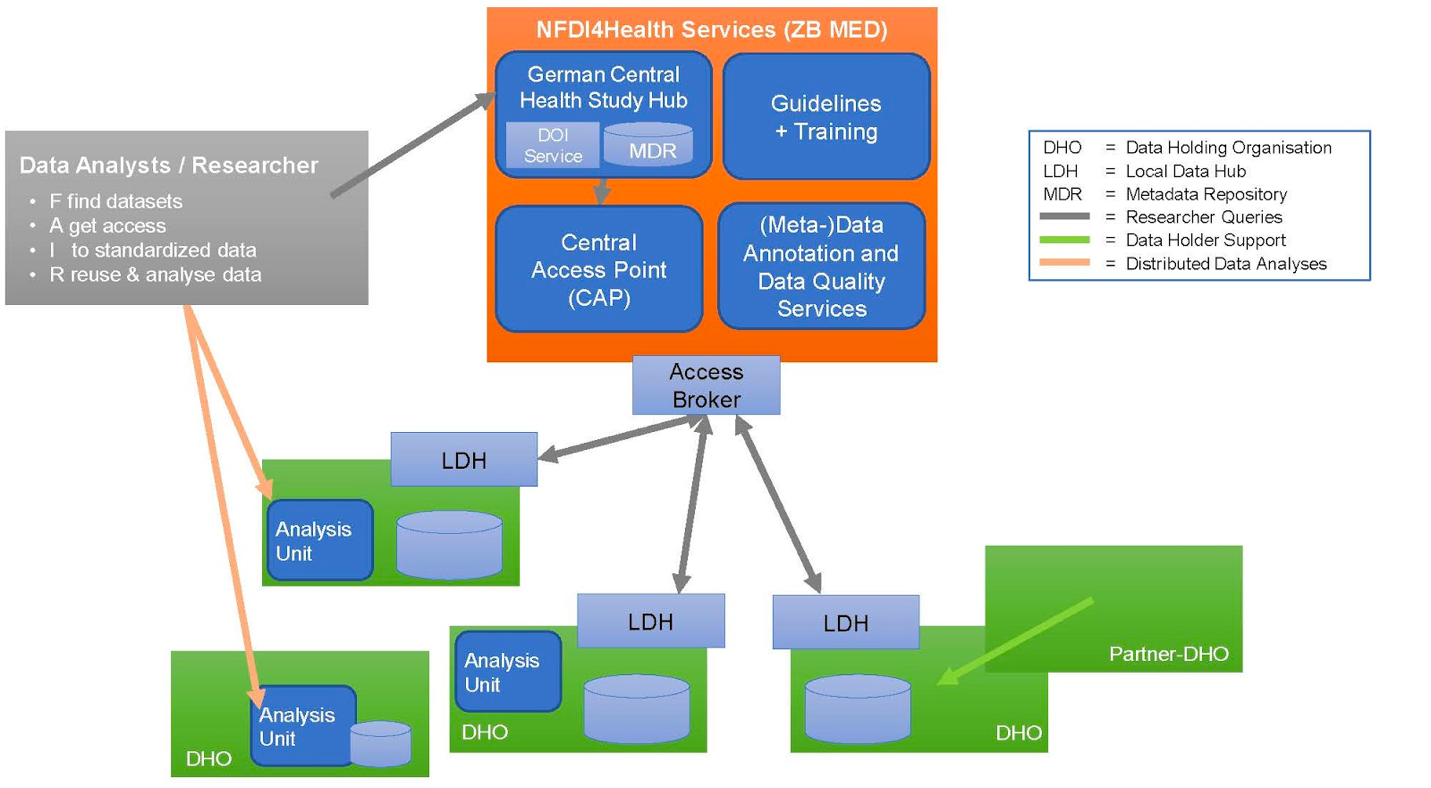 NFDI4Health Services (ZB MED)
German Central
Health Study Hub
DOI
Service
MDR
Guidelines
+ Training
Central
Access Point
(CAP)
(Meta-)Data
Annotation and
Data Quality
Services
Data Analysts / Researcher
• F find datasets
• A get access
• I to standardized data
• R reuse & analyse data
DHO = Data Holding Organisation
LDH = Local Data Hub
MDR = Metadata Repository
= Researcher Queries
= Data Holder Support
= Distributed Data Analyses
Access
Broker
LDH
Analysis
Unit
LDH
Analysis
Unit
DHO
LDH
DHO
Partner-DHO
Analysis
Unit
DHO